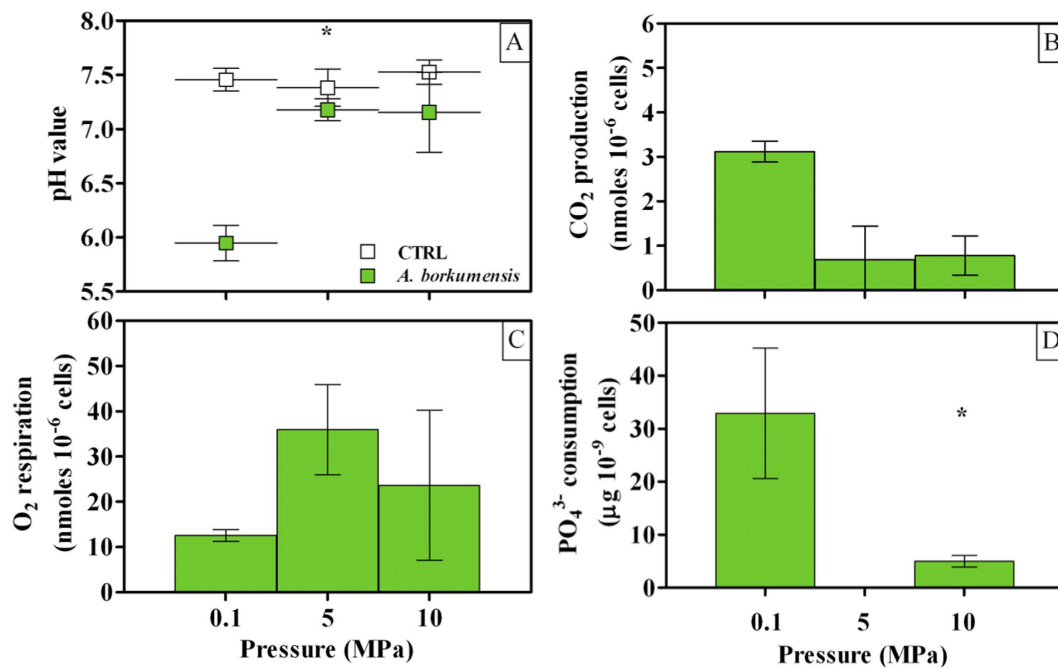 A
pH value
8.0
7.5
7.0
6.5
6.0
5.5
*
CTRL
A. borkumensis
B
CO2 production
(nmoles 10-6 cells)
6
5
4
3
2
1
0
C
O2 respiration
(nmoles 10-6 cells)
60
50
40
30
20
10
0
0.1 5 10
Pressure (MPa)
D
PO43- consumption
(μg 10-9 cells)
50
40
30
20
10
0
*
0.1 5 10
Pressure (MPa)